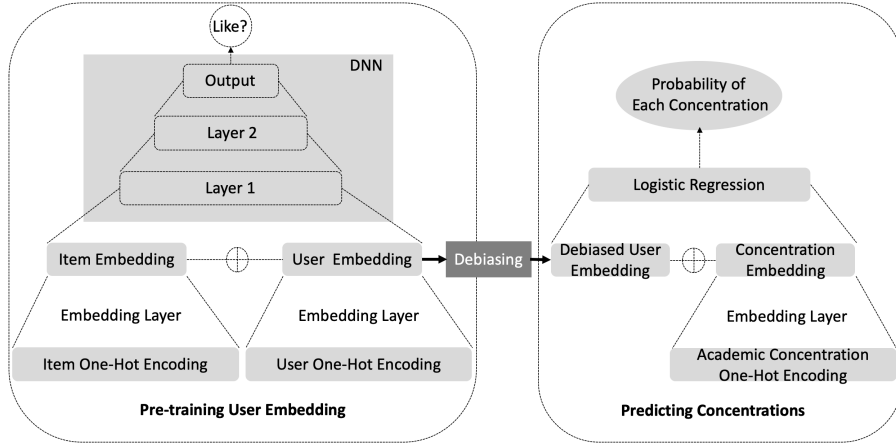 Like?
DNN
Output
Layer 2
Layer 1
Item Embedding
User Embedding
Embedding Layer
Embedding Layer
Item One-Hot Encoding
User One-Hot Encoding
Pre-training User Embedding
Debiasing
Probability of
Each Concentration
Logistic Regression
Debiased User
Embedding
Concentration
Embedding
Embedding Layer
Academic Concentration
One-Hot Encoding
Predicting Concentrations